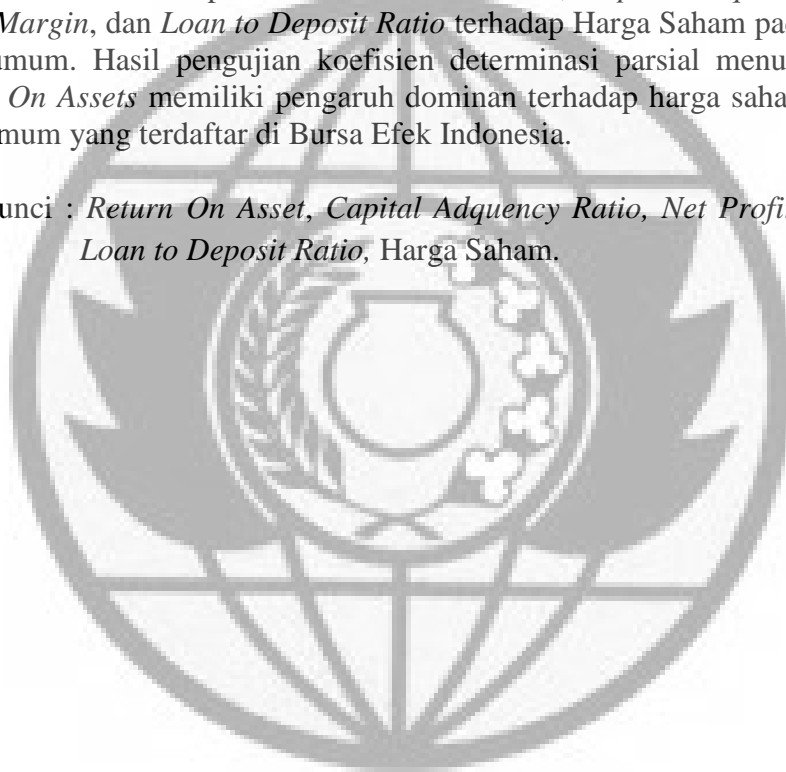 Margin, dan Loan to Deposit Ratio terhadap Harga Saham pad
umum. Hasil pengujian koefisien determinasi parsial menu
On Assets memiliki pengaruh dominan terhadap harga saha
mum yang terdaftar di Bursa Efek Indonesia.
unci : Return On Asset, Capital Adquency Ratio, Net Profi
Loan to Deposit Ratio, Harga Saham.